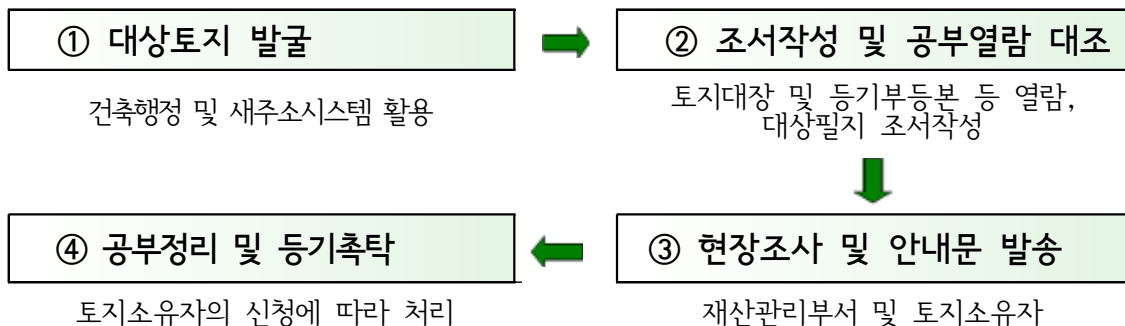 ① 대상토지 발굴
건축행정 및 새주소시스템 활용
② 조서작성 및 공부열람 대조
토지대장 및 등기부등본 등 열람,
대상필지 조서작성
③ 현장조사 및 안내문 발송
재산관리부서 및 토지소유자
④ 공부정리 및 등기촉탁
토지소유자의 신청에 따라 처리